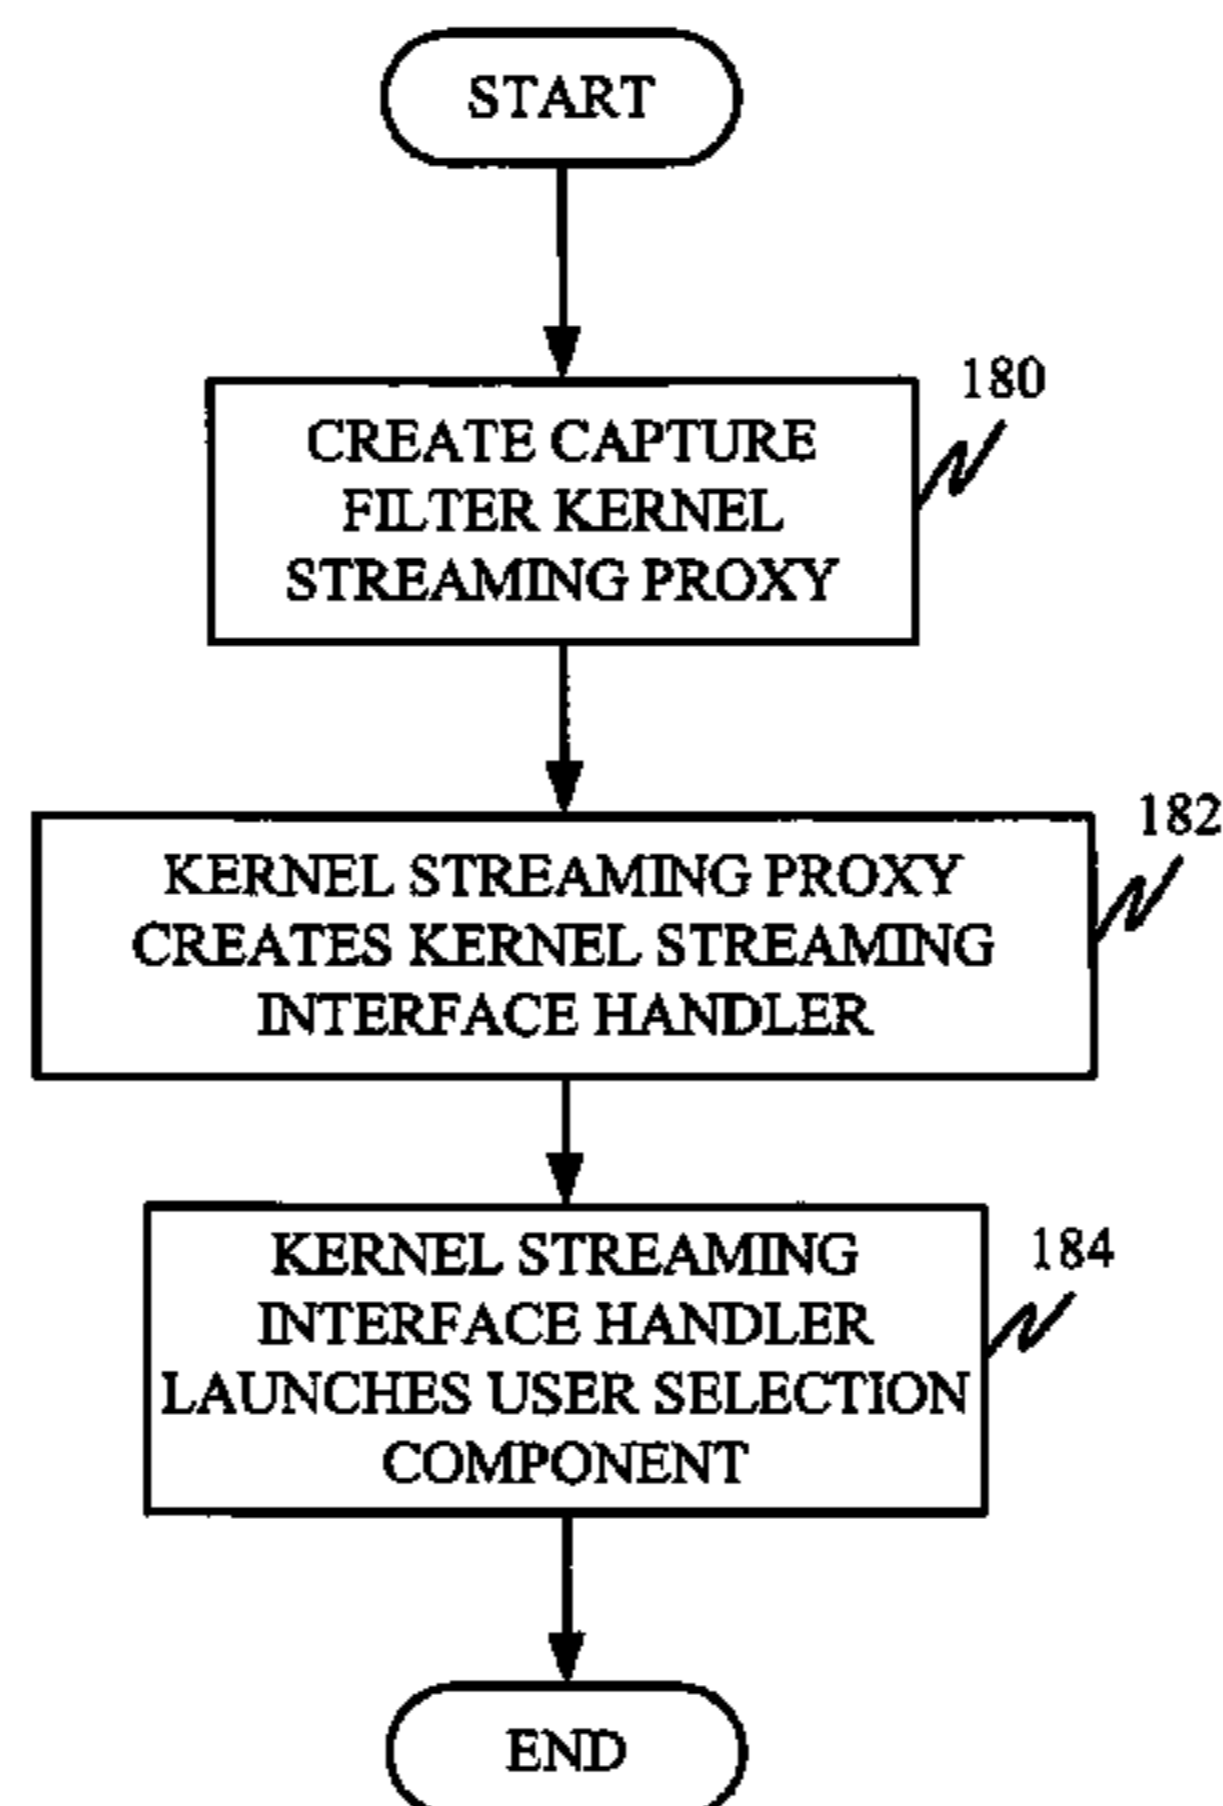 START
180
CREATE CAPTURE
FILTER KERNEL
STREAMING PROXY
182
KERNEL STREAMING PROXY
CREATES KERNEL STREAMING
INTERFACE HANDLER
184
KERNEL STREAMING
INTERFACE HANDLER
LAUNCHES USER SELECTION
COMPONENT
END